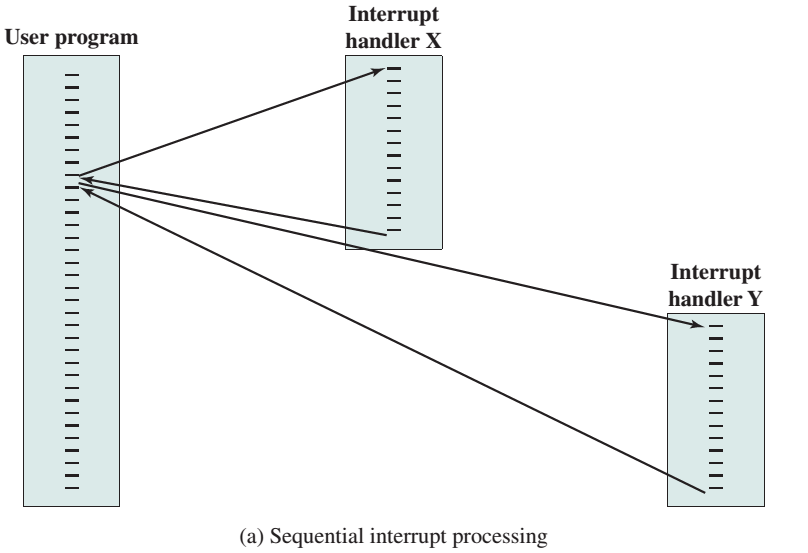 User program
Interrupt
handler X
Interrupt
handler Y
(a) Sequential interrupt processing